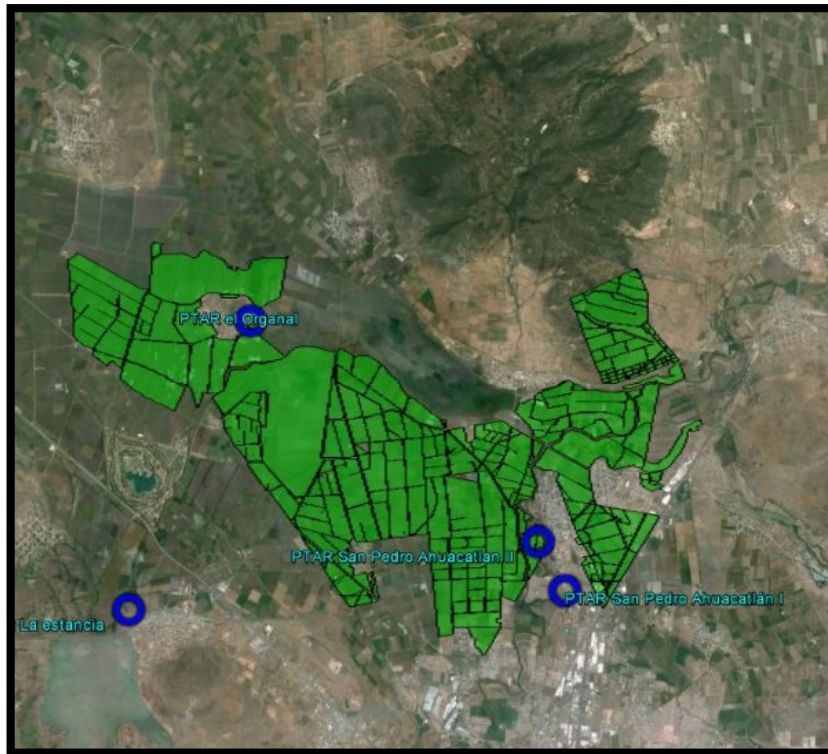 PTAR el Organal
PTAR San Pedro Ahuacatlán II
PTAR San Pedro Ahuacatlán I
La estancia